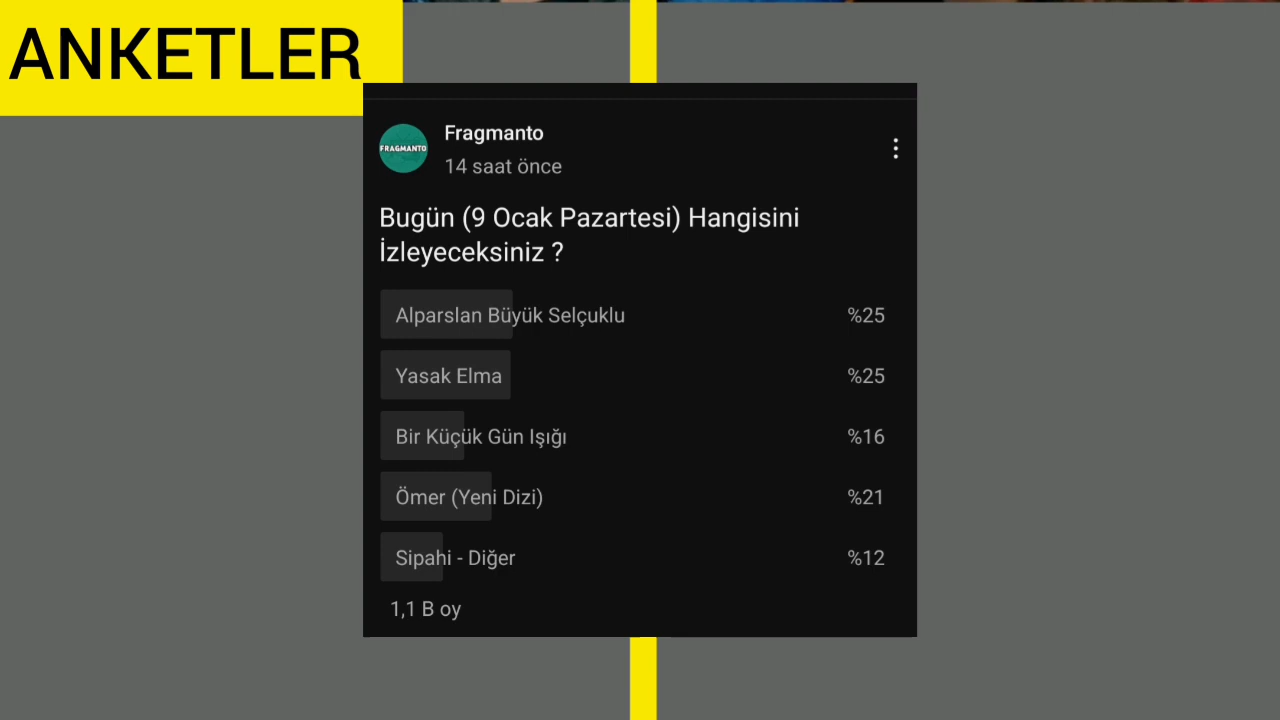 ANKETLER
FRAGMANTO
Fragmanto
14 saat önce
Bugün (9 Ocak Pazartesi) Hangisini
İzleyeceksiniz ?
Alparslan Büyük Selçuklu %25
Yasak Elma %25
Bir Küçük Gün Işığı %16
Ömer (Yeni Dizi) %21
Sipahi - Diğer %12
1,1 B oy